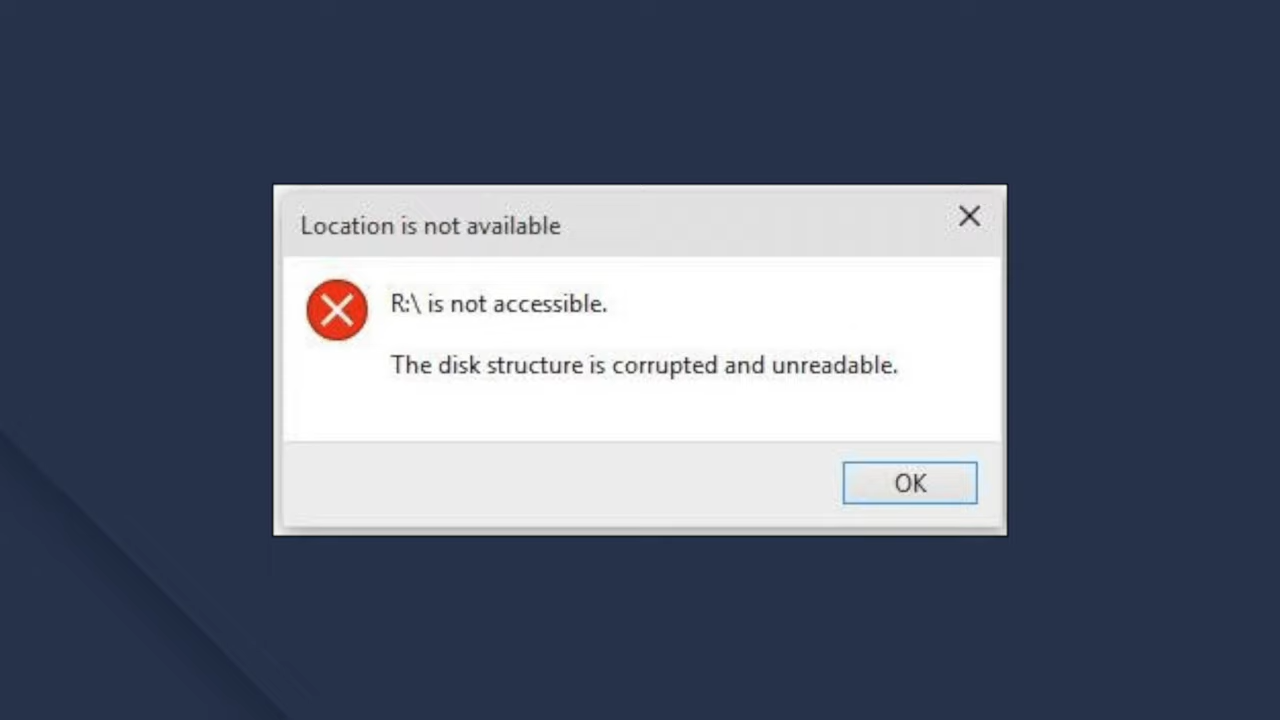 Location is not available
R:\ is not accessible.
The disk structure is corrupted and unreadable.
OK